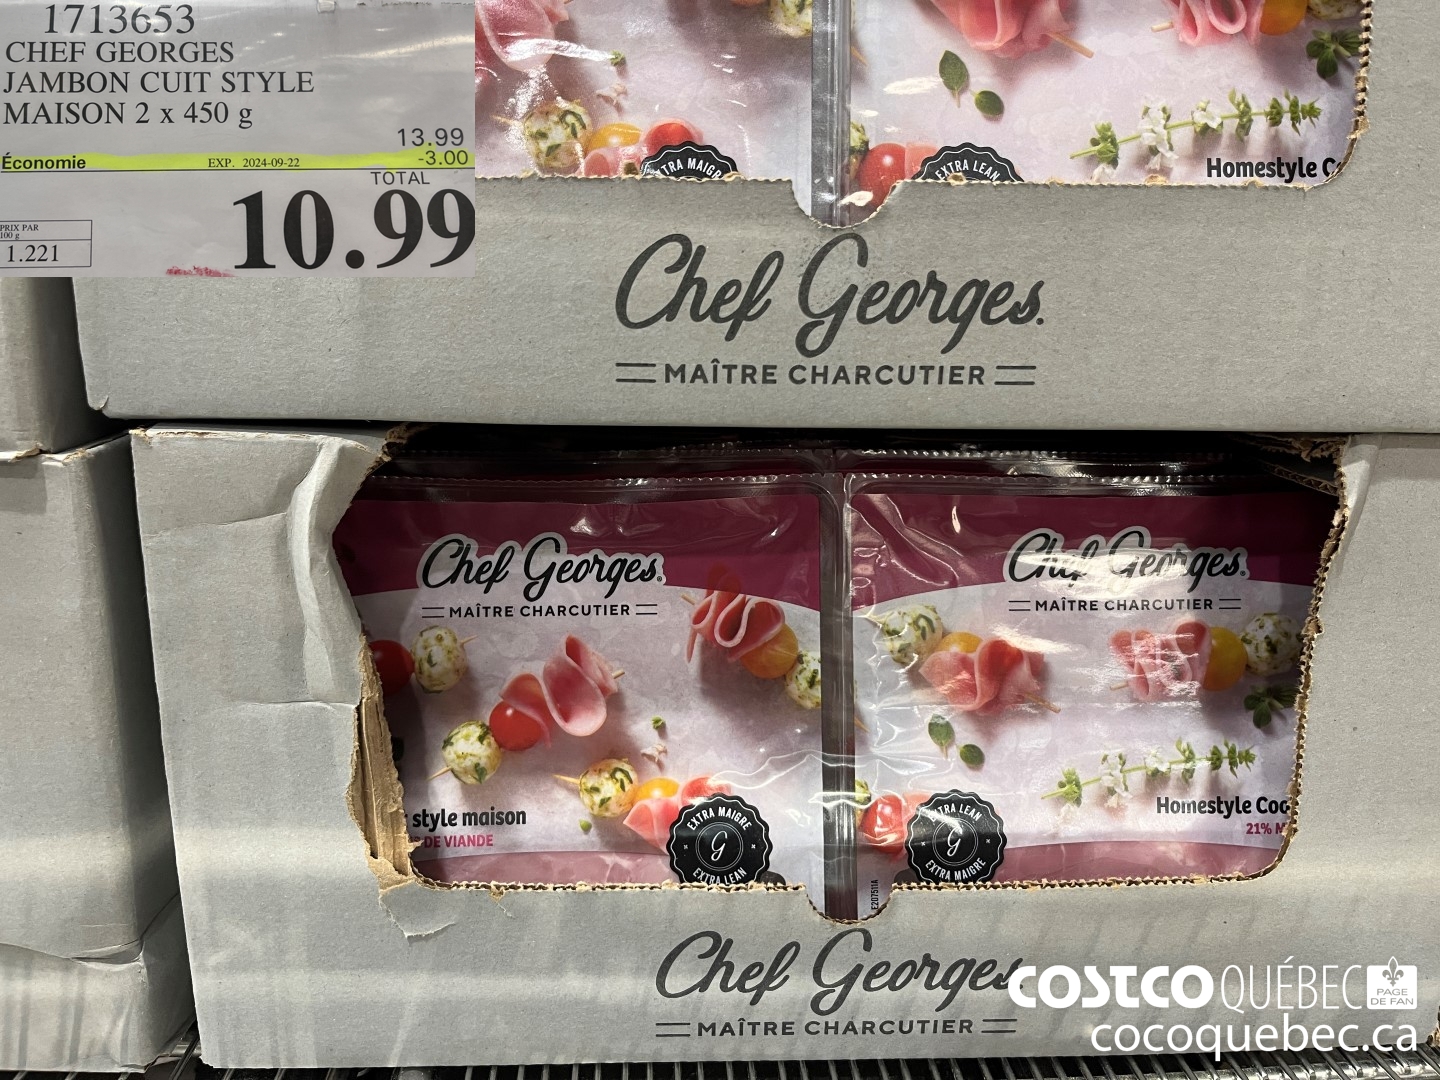 1713653
CHEF GEORGES
JAMBON CUIT STYLE
MAISON 2 x 450 g
13.99
Économie EXP. 2024-09-22 -3.00
TOTAL
10.99
PRIX PAR
100 g
1.221
EXTRA MAIGRE
EXTRA LEAN
Homestyle
Chef Georges.
MAÎTRE CHARCUTIER
Chef Georges.
MAÎTRE CHARCUTIER
style maison
DE VIANDE
EXTRA MAIGRE
G
EXTRA LEAN
Chef Georges.
MAÎTRE CHARCUTIER
Homestyle
21%
EXTRA LEAN
G
EXTRA MAIGRE
E207511A
Chef Georges
MAÎTRE CHARCUTIER
COSTCO QUÉBEC
PAGE
DE FAN
cocoquebec.ca